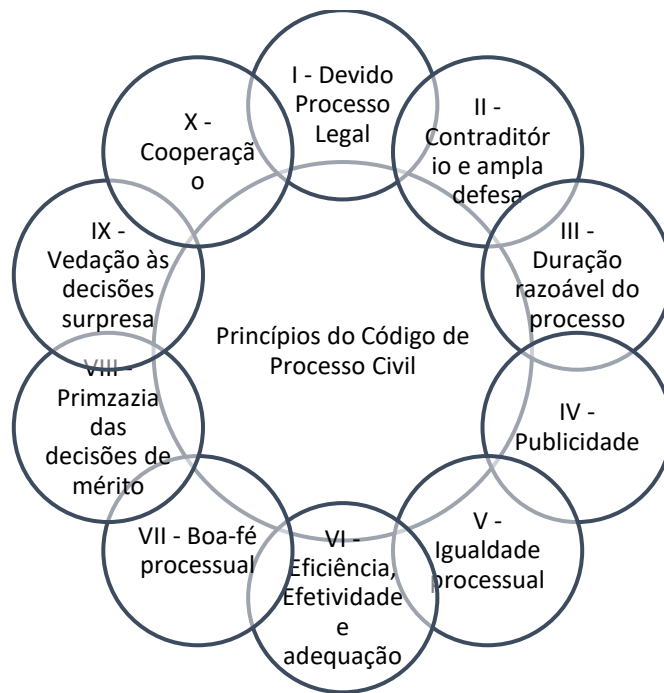 Princípios do Código de
Processo Civil
I - Devido
Processo
Legal
II -
Contraditór
io e ampla
defesa
III -
Duração
razoável do
processo
IV -
Publicidade
V -
Igualdade
processual
VI -
Eficiência,
Efetividade
e
adequação
VII - Boa-fé
processual
VIII -
Primzazia
das
decisões de
mérito
IX -
Vedação às
decisões
surpresa
X -
Cooperaçã
o